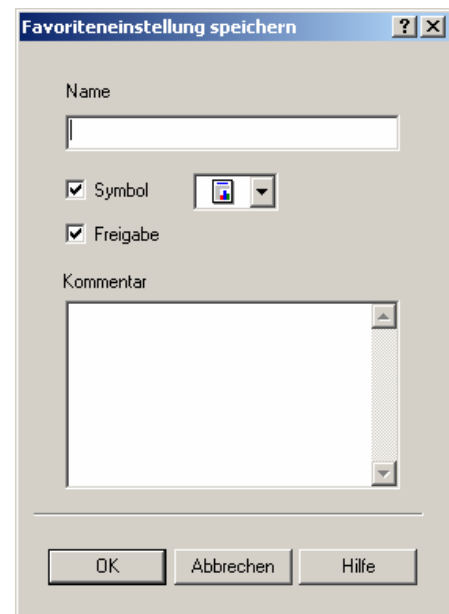 Favoriteneinstellung speichern
Name
Symbol
Freigabe
Kommentar
OK Abbrechen Hilfe